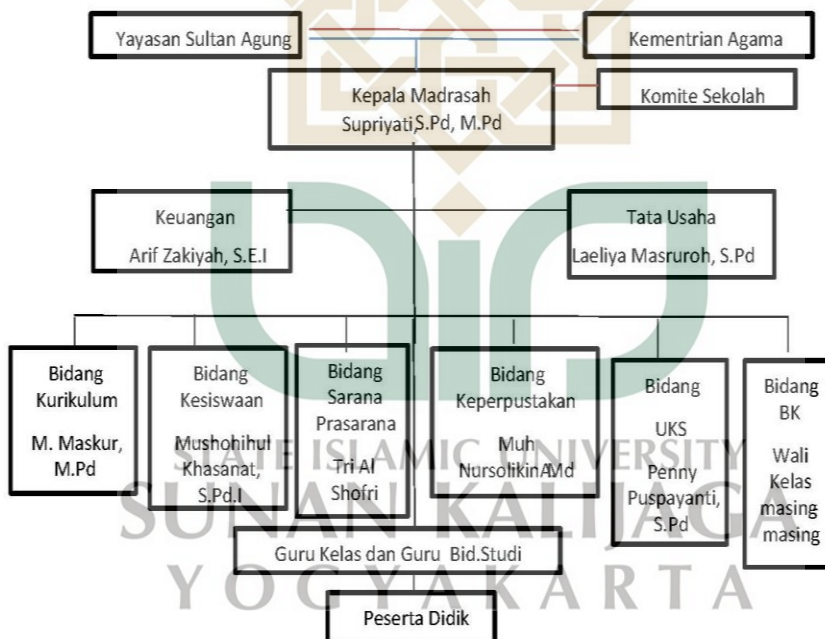 Yayasan Sultan Agung
Kementrian Agama
Kepala Madrasah
Supriyati,S.Pd, M.Pd
Komite Sekolah
Keuangan
Arif Zakiyah, S.E.I
Tata Usaha
Laeliya Masruroh, S.Pd
Bidang
Kurikulum
M. Maskur,
M.Pd
Bidang
Kesiswaan
Mushohihul
Khasanat,
S.Pd.I
Bidang
Sarana
Prasarana
Tri Al
Shofri
Bidang
Keperpustakan
Muh
NursolikinA.Md
Bidang
UKS
Penny
Puspayanti,
S.Pd
Bidang
BK
Wali
Kelas
masing
masing
Guru Kelas dan Guru Bid.Studi
Peserta Didik
STATE ISLAMIC UNIVERSITY
SUNAN KALIJAGA
YOGYAKARTA